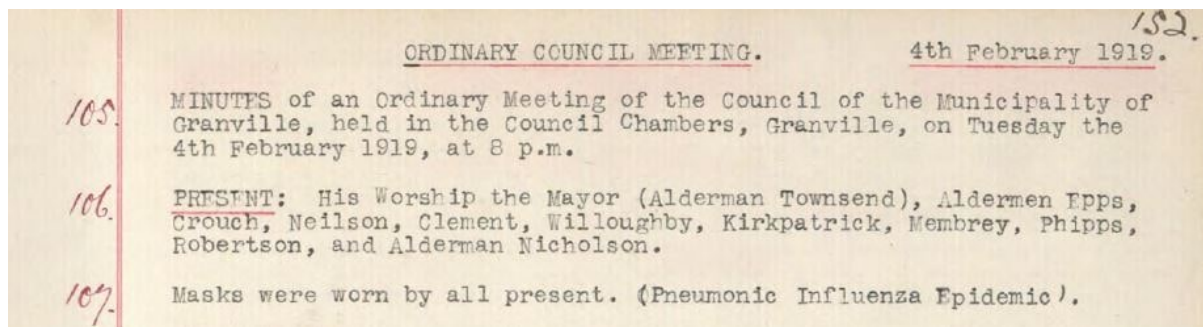 152.
ORDINARY COUNCIL MEETING. 4th February 1919.
105. MINUTES of an Ordinary Meeting of the Council of the Municipality of
Granville, held in the Council Chambers, Granville, on Tuesday the
4th February 1919, at 8 p.m.
106. PRESENT: His Worship the Mayor (Alderman Townsend), Aldermen Epps,
Crouch, Neilson, Clement, Willoughby, Kirkpatrick, Membrey, Phipps,
Robertson, and Alderman Nicholson.
107. Masks were worn by all present. (Pneumonic Influenza Epidemic).